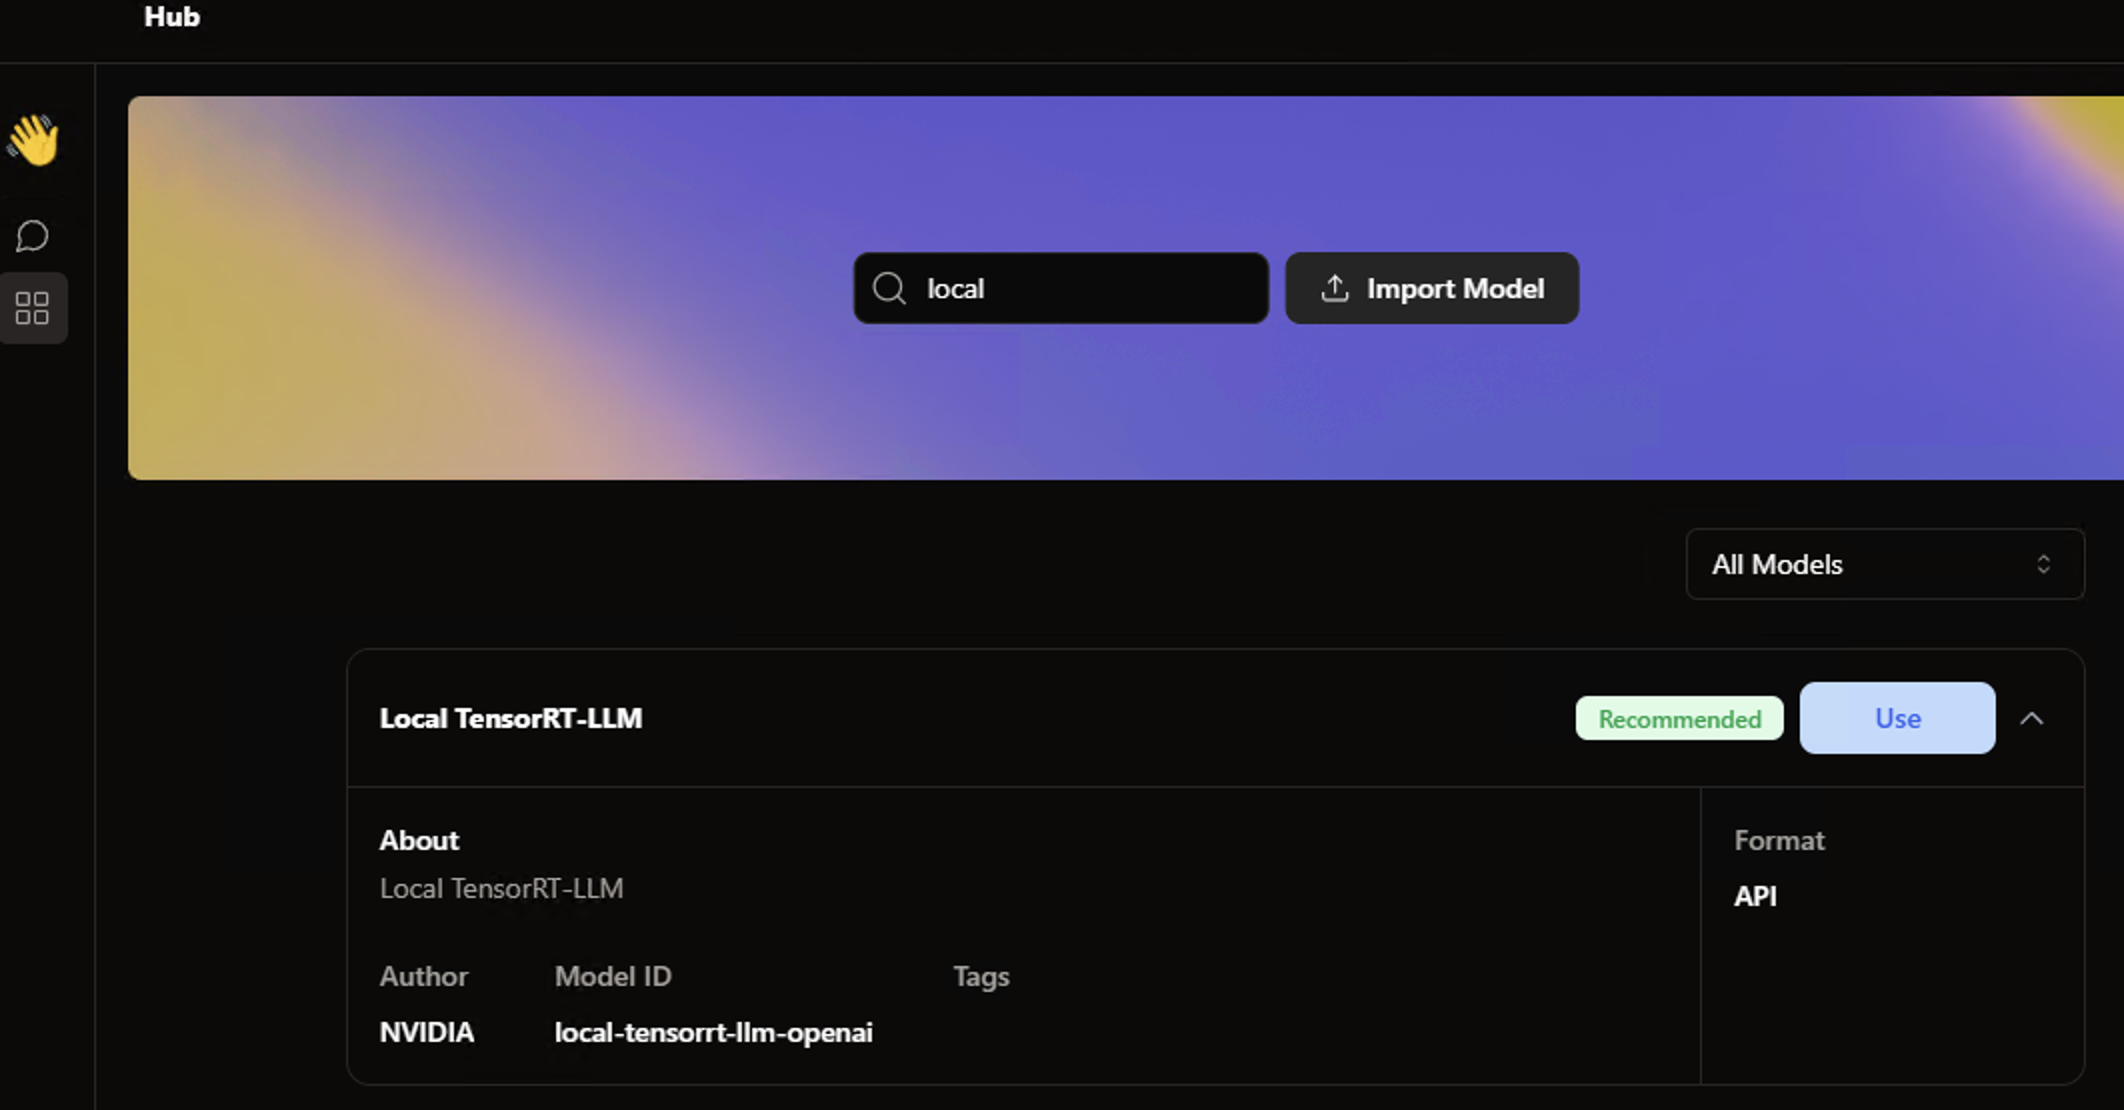 Hub
local
Import Model
All Models
Local TensorRT-LLM
Recommended
Use
About
Local TensorRT-LLM
Format
API
Author
Model ID
Tags
NVIDIA
local-tensorrt-llm-openai